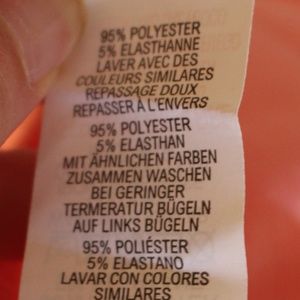 95% POLYESTER
5% ELASTHANNE
LAVER AVEC DES
COULEURS SIMILARES
REPASSAGE DOUX
REPASSER À L'ENVERS
95% POLYESTER
5% ELASTHAN
MIT ÄHNLICHEN FARBEN
ZUSAMMEN WASCHEN
BEI GERINGER
TERMERATUR BÜGELN
AUF LINKS BÜGELN
95% POLIÉSTER
5% ELASTANO
LAVAR CON COLORES
SIMILARES